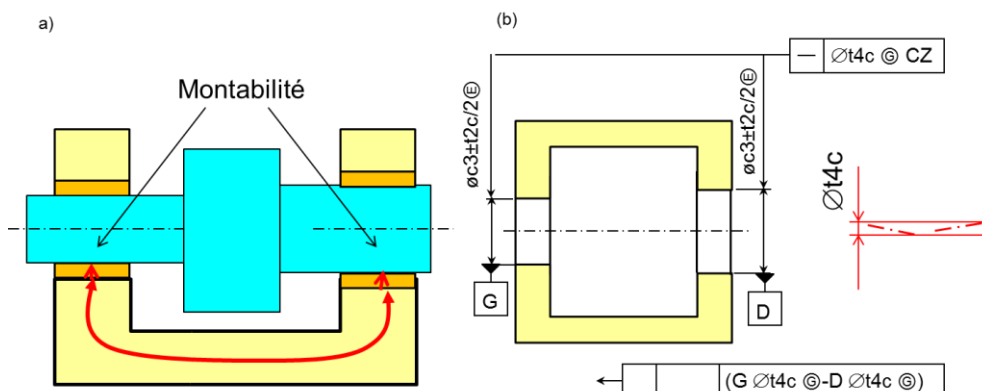 a)
Montabilité
(b)
— ∅t4c Ⓖ CZ
øc3±t2c/2Ⓔ
øc3±t2c/2Ⓔ
∅t4c
G
D
(G ∅t4c Ⓖ-D ∅t4c Ⓖ)